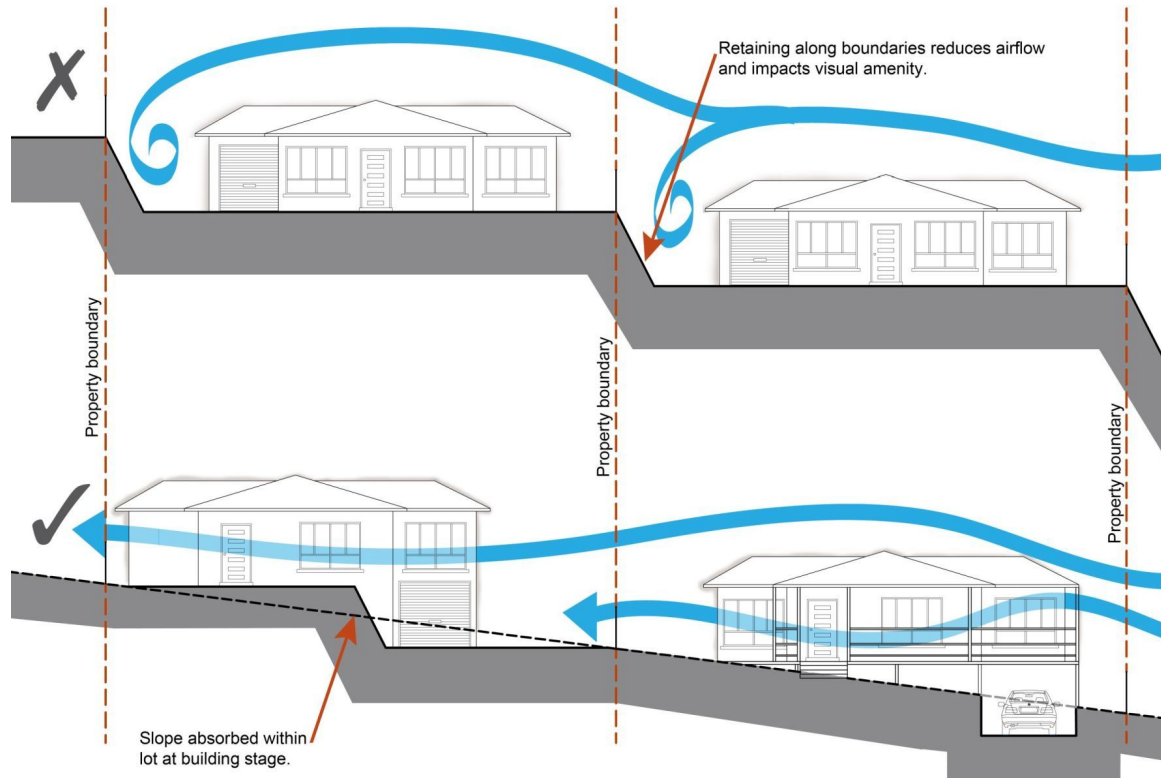 Retaining along boundaries reduces airflow
and impacts visual amenity.
Property boundary
Property boundary
Property boundary
Slope absorbed within
lot at building stage.